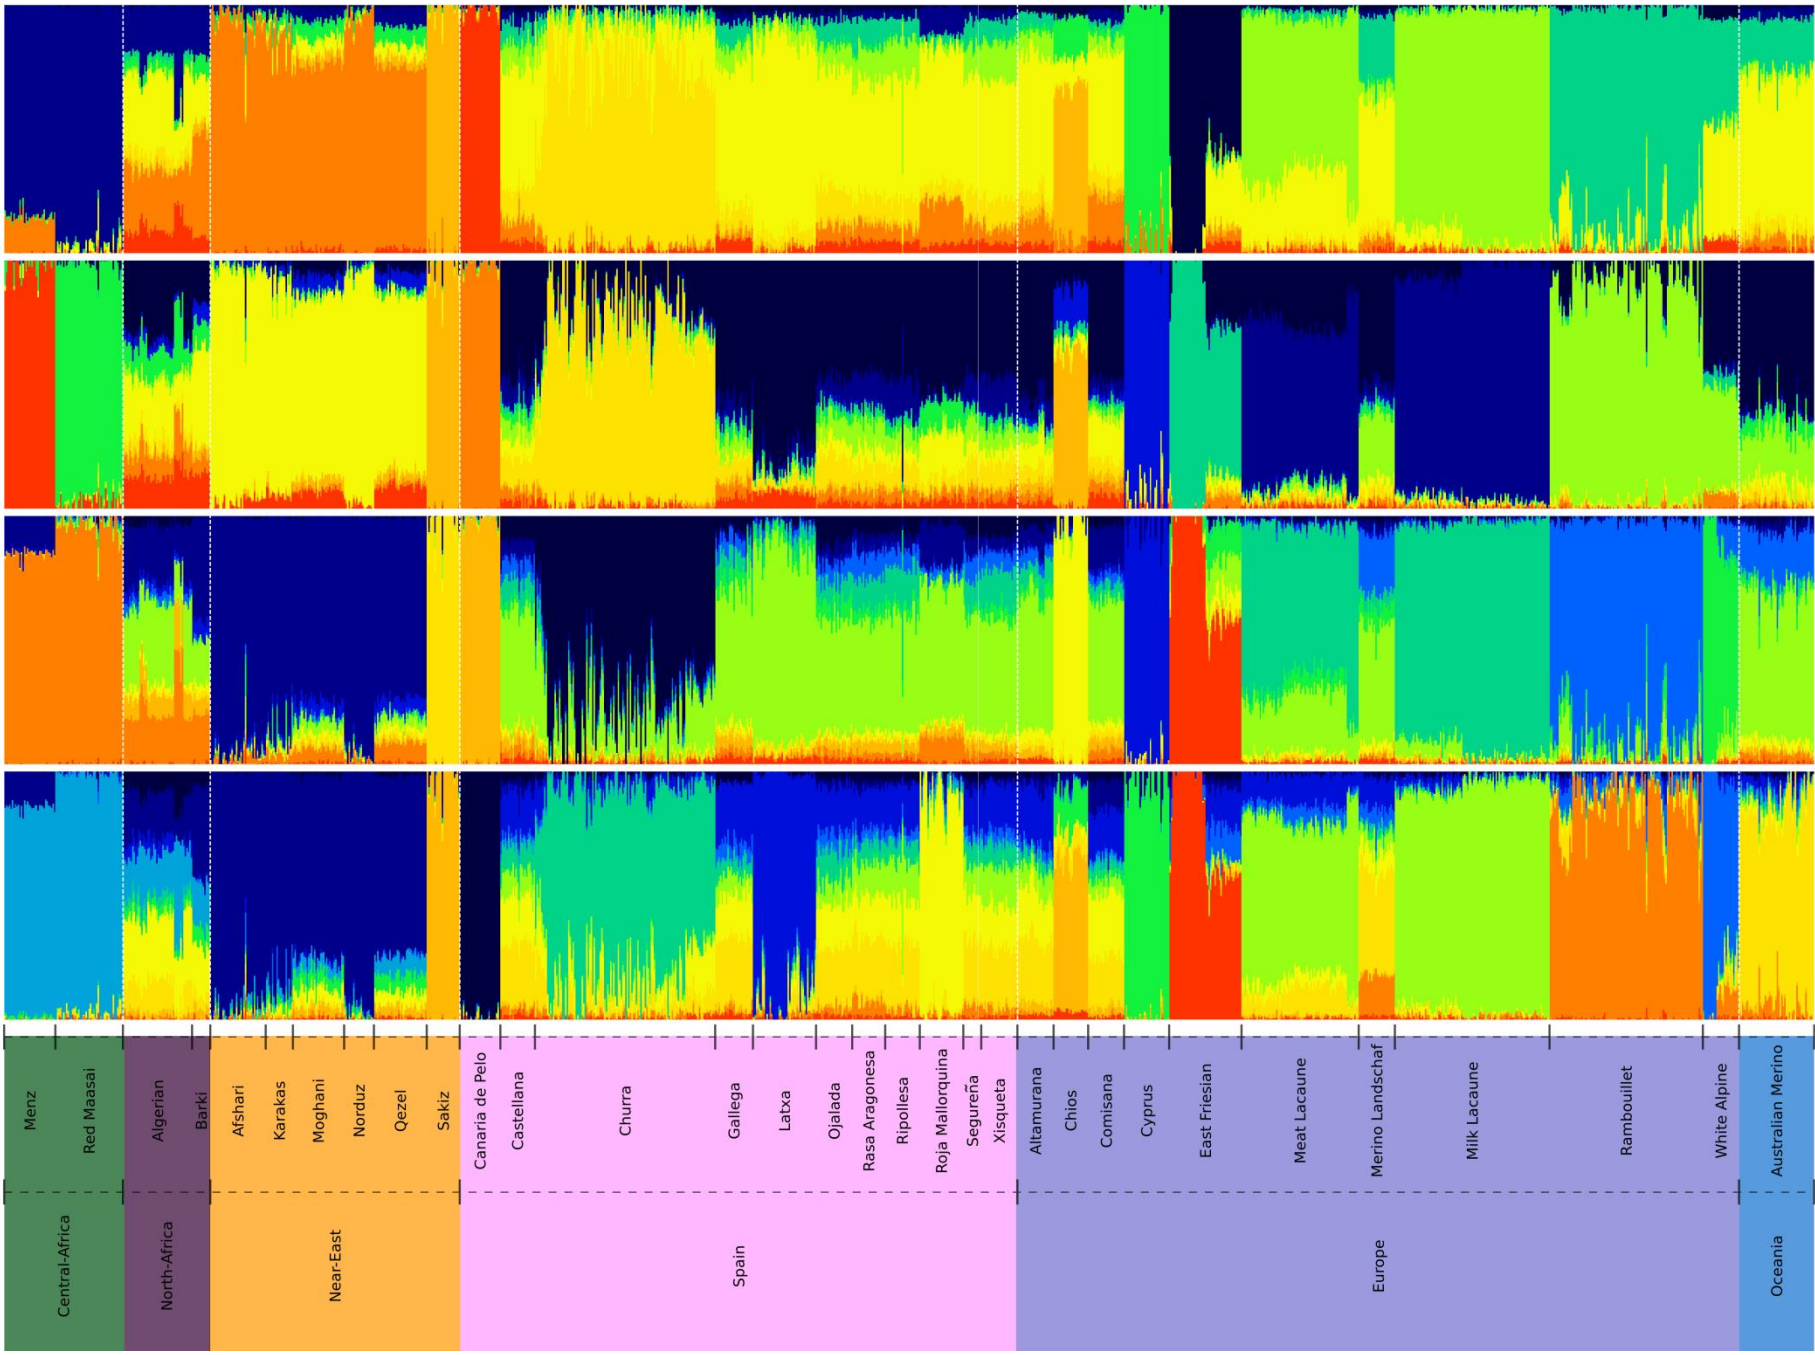 Menz
Red Maasai
Algerian
Barki
Afshari
Karakas
Moghani
Norduz
Qezel
Sakiz
Canaria de Pelo
Castellana
Churra
Gallega
Latxa
Ojalada
Rasa Aragonesa
Ripollesa
Roja Mallorquina
Segureña
Xisqueta
Altamurana
Chios
Comisana
Cyprus
East Friesian
Meat Lacaune
Merino Landschaf
Milk Lacaune
Rambouillet
White Alpine
Australian Merino
Central-Africa
North-Africa
Near-East
Spain
Europe
Oceania